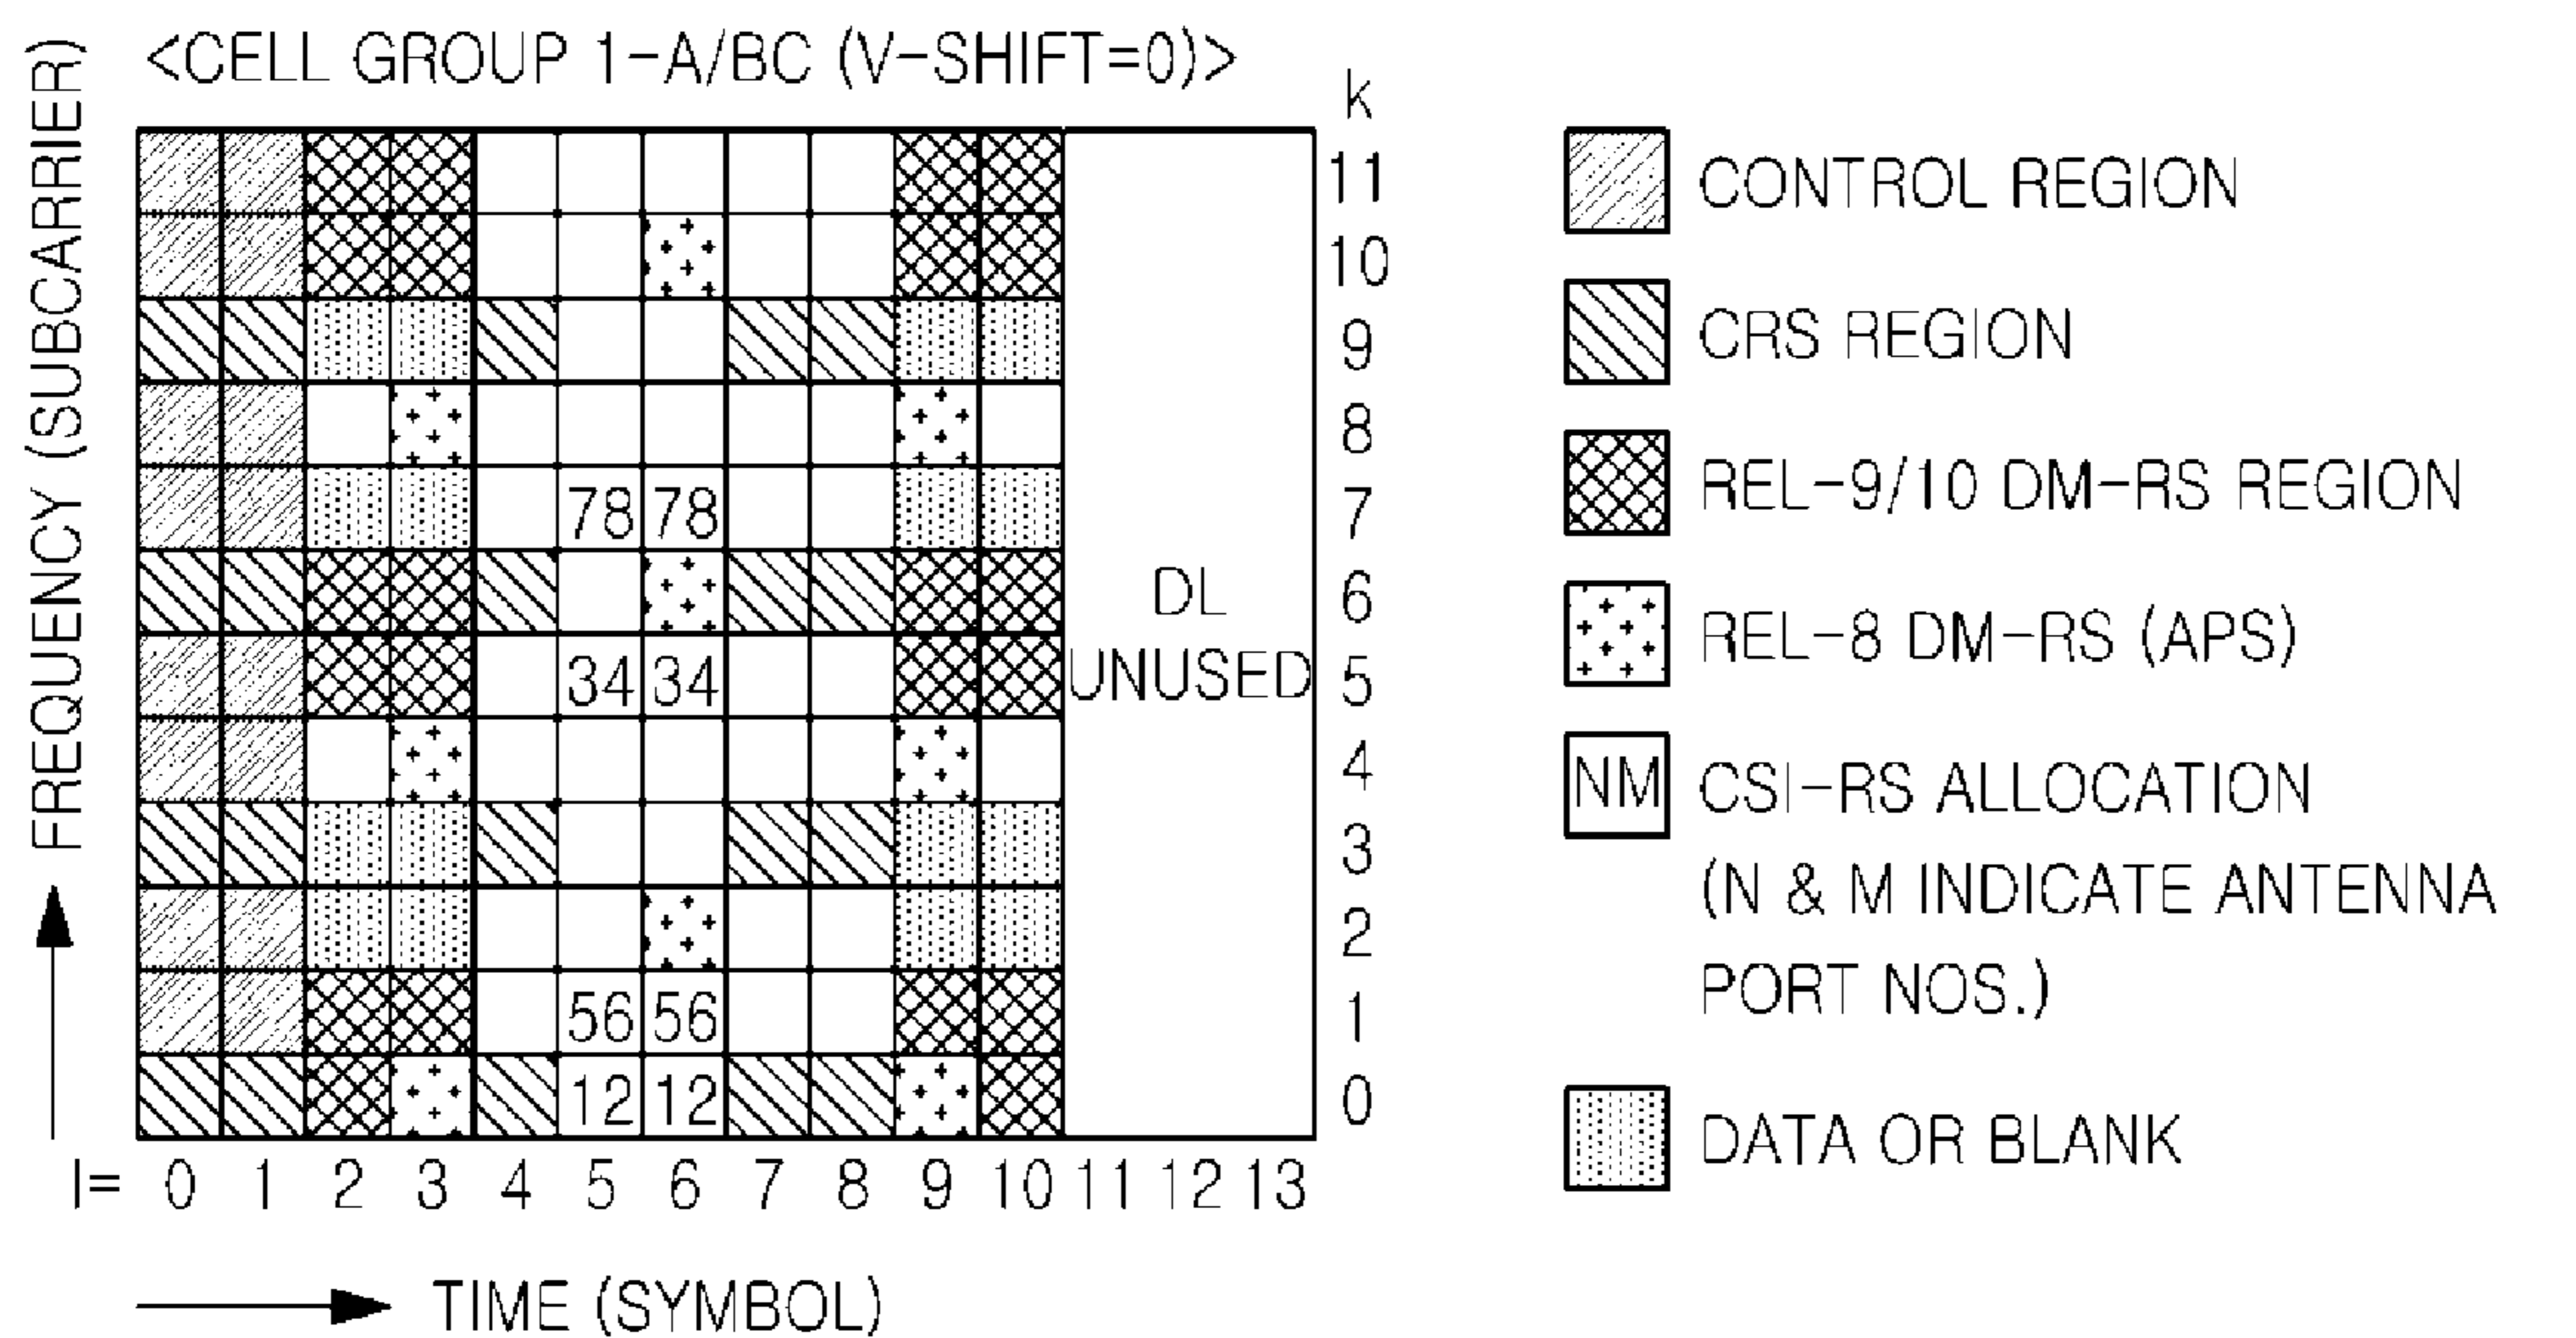 <CELL GROUP 1-A/BC (V-SHIFT=0)>
FREQUENCY (SUBCARRIER)
k
11
10
9
8
78 78 7
6
34 34 5
4
3
2
56 56 1
12 12 0
DL
UNUSED
l= 0 1 2 3 4 5 6 7 8 9 10 11 12 13
TIME (SYMBOL)
CONTROL REGION
CRS REGION
REL-9/10 DM-RS REGION
REL-8 DM-RS (APS)
NM CSI-RS ALLOCATION
(N & M INDICATE ANTENNA
PORT NOS.)
DATA OR BLANK